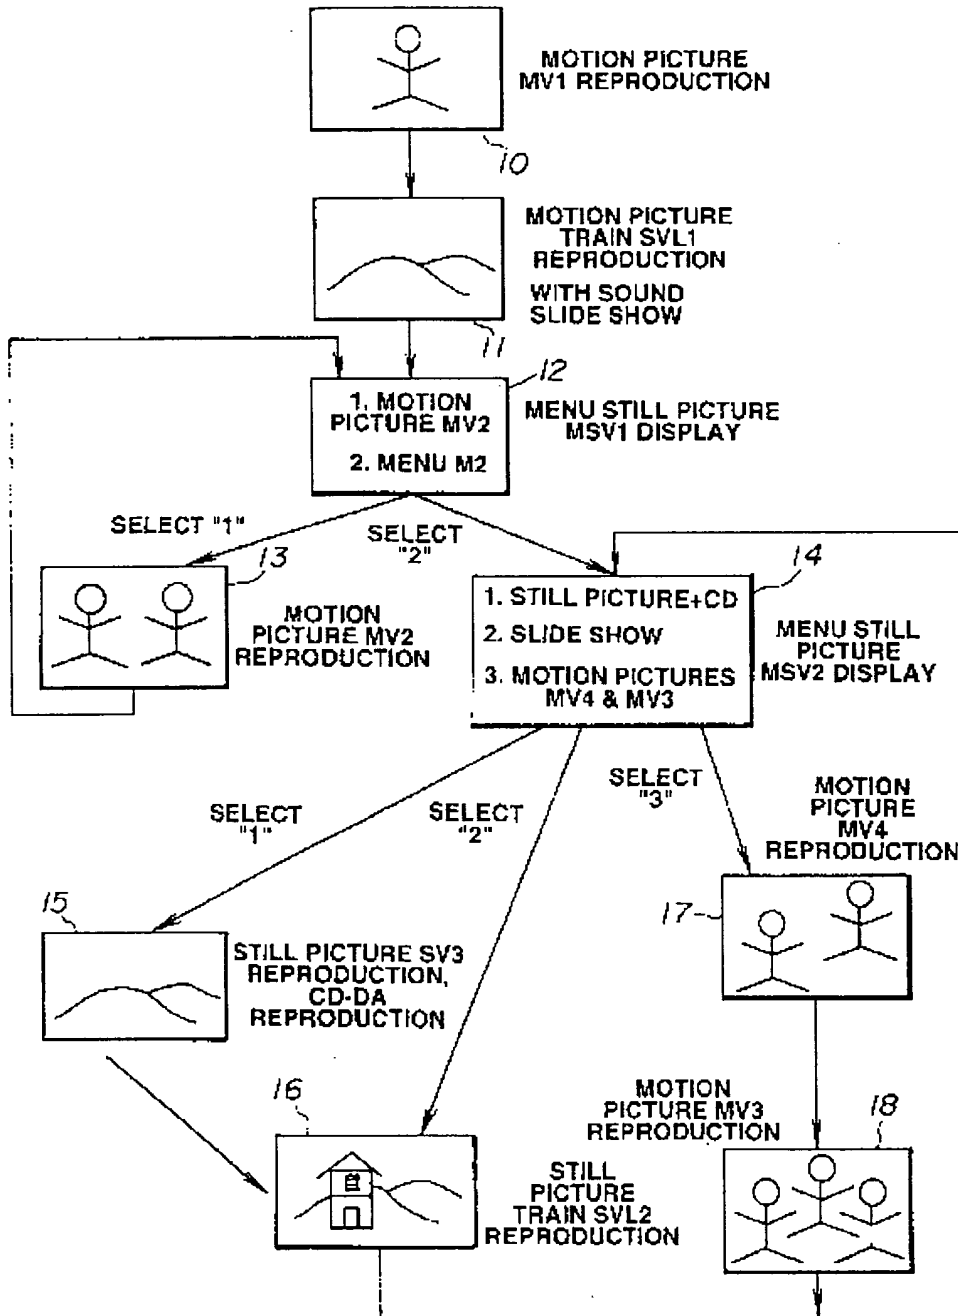 MOTION PICTURE
MV1 REPRODUCTION
10
MOTION PICTURE
TRAIN SVL1
REPRODUCTION
WITH SOUND
SLIDE SHOW
11
12
1. MOTION
PICTURE MV2
2. MENU M2
MENU STILL PICTURE
MSV1 DISPLAY
SELECT "1"
SELECT
"2"
13
MOTION
PICTURE MV2
REPRODUCTION
14
1. STILL PICTURE+CD
2. SLIDE SHOW
3. MOTION PICTURES
MV4 & MV3
MENU STILL
PICTURE
MSV2 DISPLAY
SELECT
"1"
SELECT
"2"
SELECT
"3"
MOTION
PICTURE
MV4
REPRODUCTION
15
STILL PICTURE SV3
REPRODUCTION,
CD-DA
REPRODUCTION
17
16
STILL
PICTURE
TRAIN SVL2
REPRODUCTION
MOTION
PICTURE MV3
REPRODUCTION
18